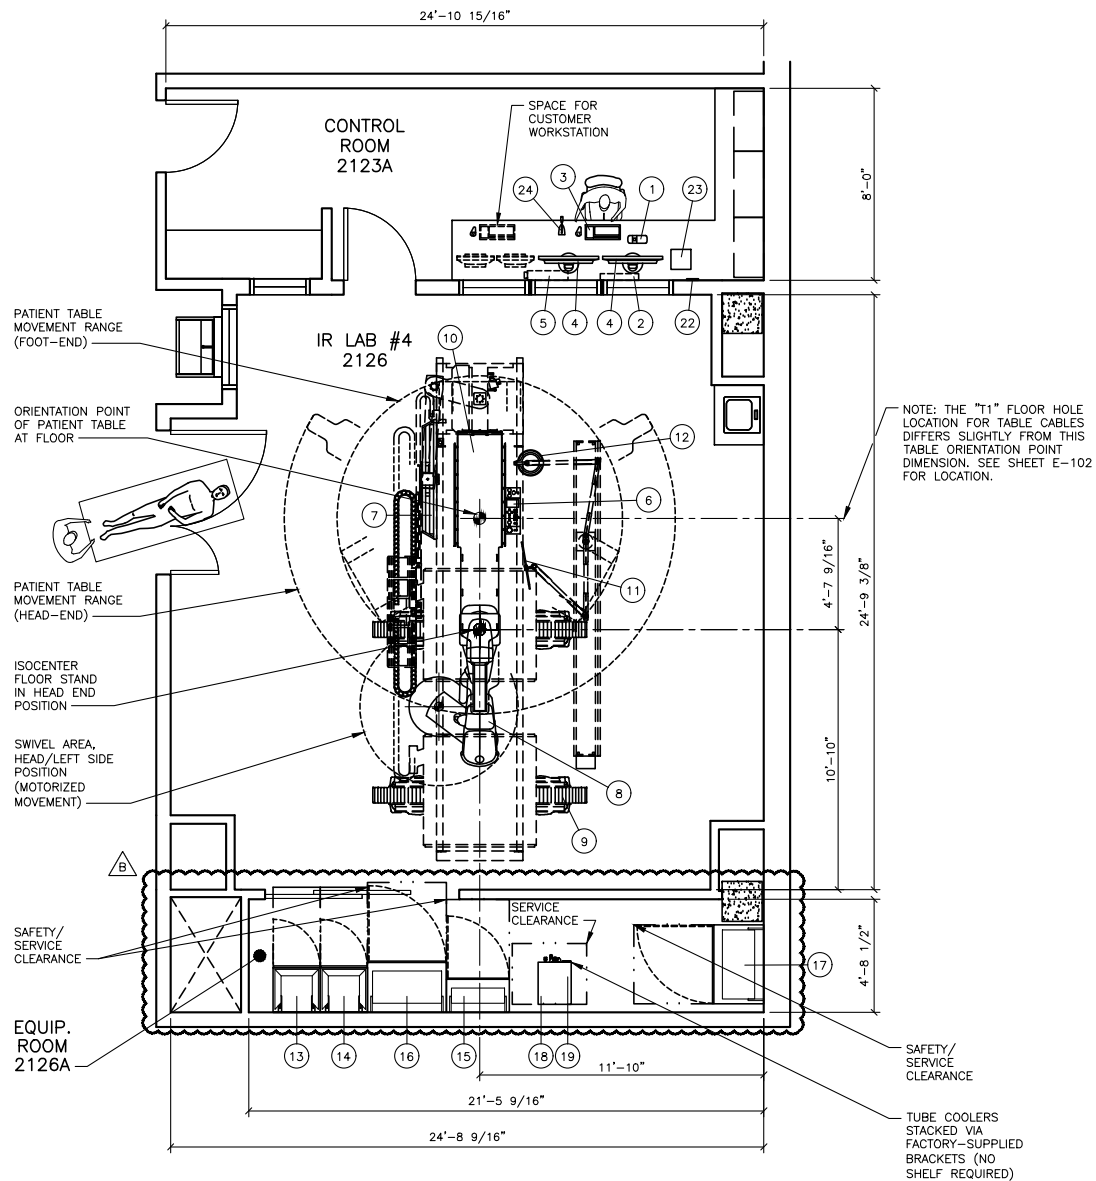 24'-10 15/16"
CONTROL
ROOM
2123A
SPACE FOR
CUSTOMER
WORKSTATION
24
3
1
23
8'-0"
5
4
4
2
22
PATIENT TABLE
MOVEMENT RANGE
(FOOT-END)
IR LAB #4
2126
10
ORIENTATION POINT
OF PATIENT TABLE
AT FLOOR
12
NOTE: THE "T1" FLOOR HOLE
LOCATION FOR TABLE CABLES
DIFFERS SLIGHTLY FROM THIS
TABLE ORIENTATION POINT
DIMENSION. SEE SHEET E-102
FOR LOCATION.
6
7
4'-7 9/16"
24'-9 3/8"
PATIENT TABLE
MOVEMENT RANGE
(HEAD-END)
11
ISOCENTER
FLOOR STAND
IN HEAD END
POSITION
SWIVEL AREA,
HEAD/LEFT SIDE
POSITION
(MOTORIZED
MOVEMENT)
10'-10"
8
9
B
SERVICE
CLEARANCE
SAFETY/
SERVICE
CLEARANCE
4'-8 1/2"
17
EQUIP.
ROOM
2126A
13
14
16
15
18
19
11'-10"
SAFETY/
SERVICE
CLEARANCE
21'-5 9/16"
TUBE COOLERS
STACKED VIA
FACTORY-SUPPLIED
BRACKETS (NO
SHELF REQUIRED)
24'-8 9/16"